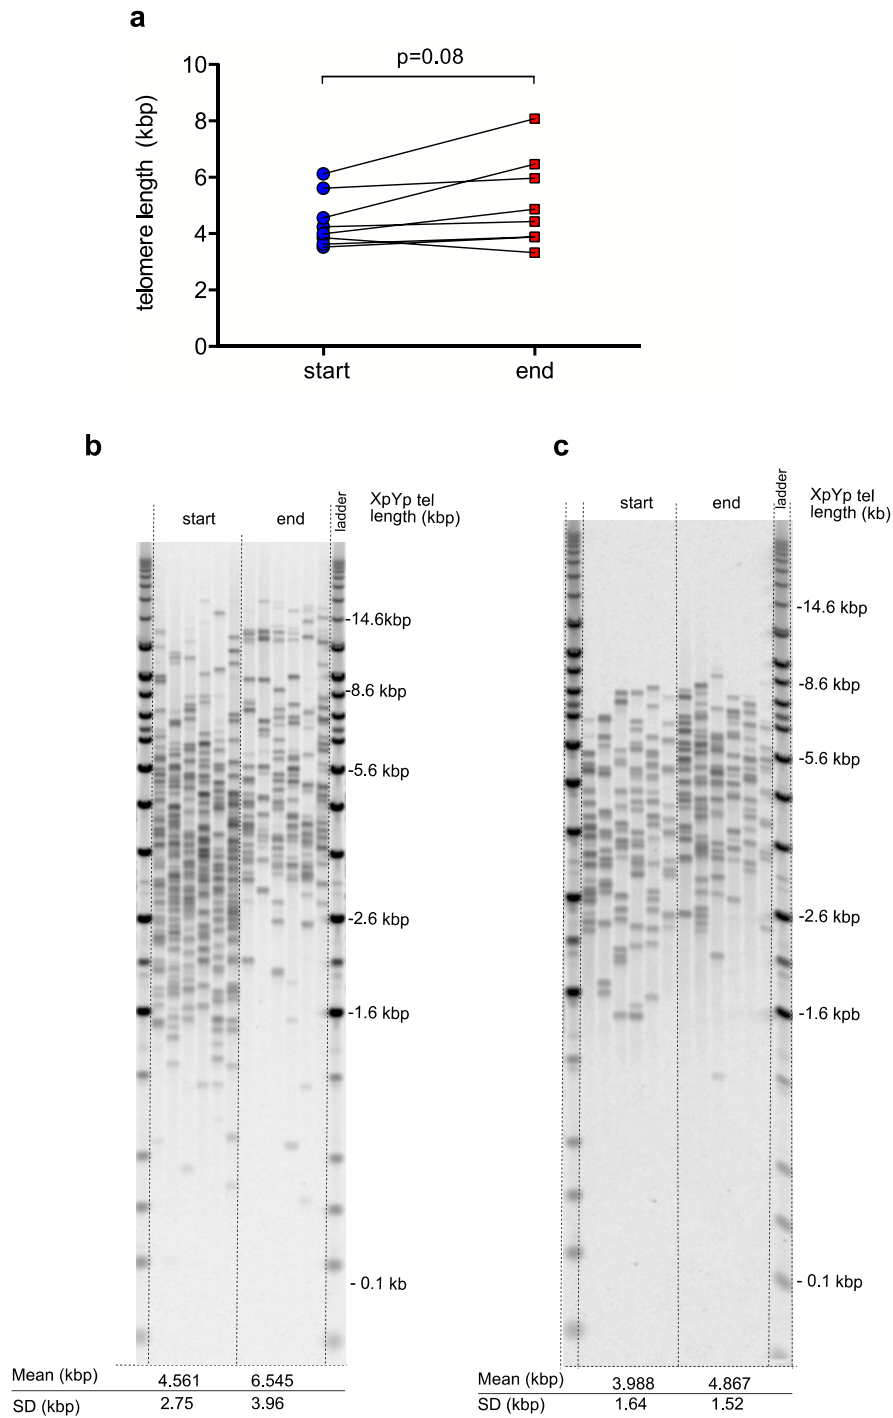 a
p=0.08
10
8
6
4
2
0
telomere length (kbp)
start end
b
start end ladder XpYp tel
length (kbp)
-14.6kbp
-8.6 kbp
-5.6 kbp
-2.6 kbp
-1.6 kbp
- 0.1 kb
Mean (kbp) 4.561 6.545
SD (kbp) 2.75 3.96
c
start end ladder XpYp tel
length (kb)
-14.6 kbp
-8.6 kbp
-5.6 kbp
-2.6 kbp
-1.6 kpb
- 0.1 kbp
Mean (kbp) 3.988 4.867
SD (kbp) 1.64 1.52